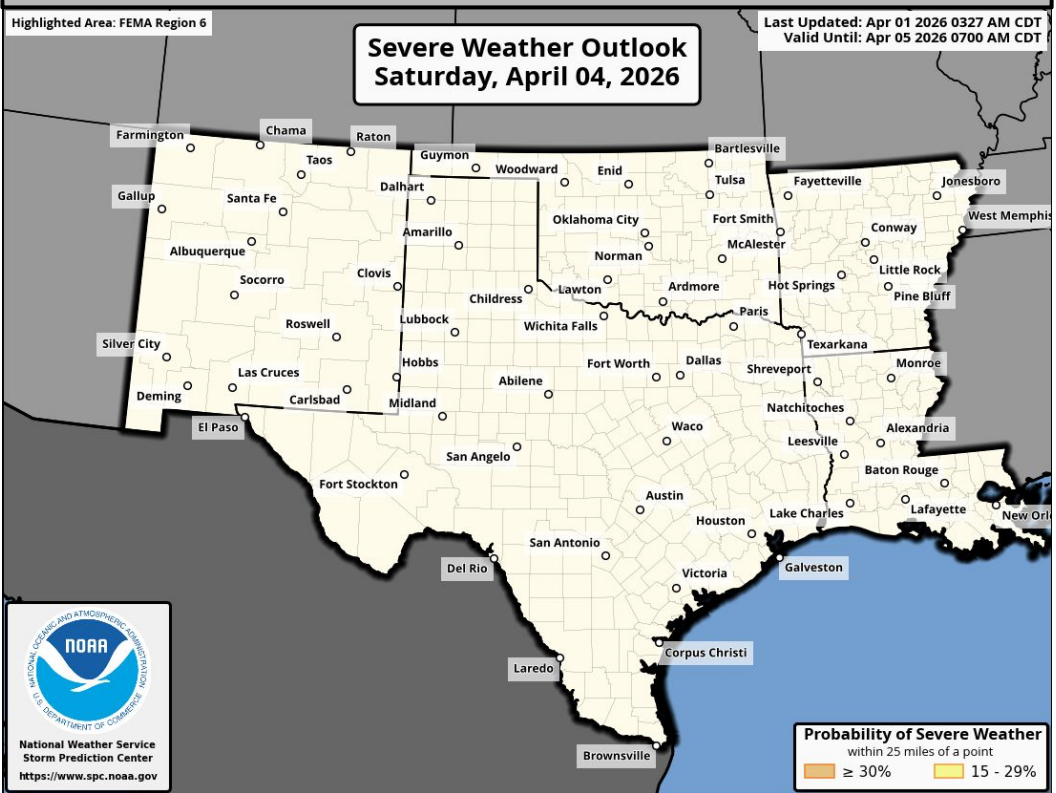 Highlighted Area: FEMA Region 6
Severe Weather Outlook
Saturday, April 04, 2026
Last Updated: Apr 01 2026 0327 AM CDT
Valid Until: Apr 05 2026 0700 AM CDT
Farmington
Chama
Raton
Taos
Guymon
Woodward
Enid
Bartlesville
Tulsa
Fayetteville
Jonesboro
Gallup
Santa Fe
Dalhart
Oklahoma City
Fort Smith
West Memphis
Albuquerque
Amarillo
Norman
McAlester
Conway
Socorro
Clovis
Childress
Lawton
Ardmore
Hot Springs
Little Rock
Pine Bluff
Roswell
Lubbock
Wichita Falls
Paris
Texarkana
Silver City
Las Cruces
Hobbs
Fort Worth
Dallas
Shreveport
Monroe
Deming
Carlsbad
Midland
Abilene
Natchitoches
El Paso
San Angelo
Waco
Leesville
Alexandria
Fort Stockton
Baton Rouge
Austin
Houston
Lake Charles
Lafayette
New Orl
San Antonio
Del Rio
Victoria
Galveston
Laredo
Corpus Christi
Brownsville
NATIONAL OCEANIC AND ATMOSPHERIC ADMINISTRATION
NOAA
U.S. DEPARTMENT OF COMMERCE
National Weather Service
Storm Prediction Center
https://www.spc.noaa.gov
Probability of Severe Weather
within 25 miles of a point
≥ 30%
15 - 29%